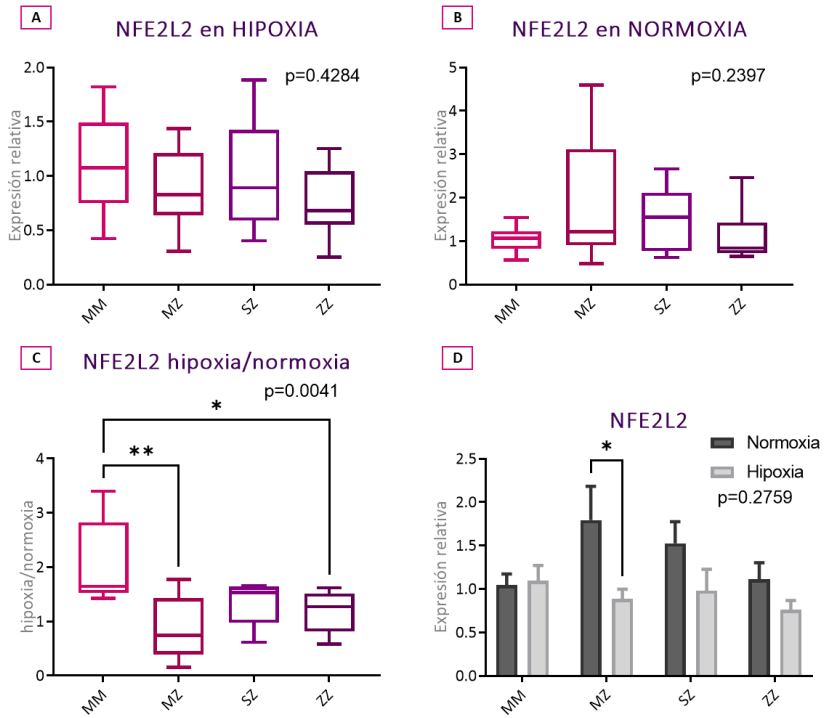 A
NFE2L2 en HIPOXIA
p=0.4284
Expresión relativa
2.0
1.5
1.0
0.5
0.0
MM
MZ
SZ
ZZ
B
NFE2L2 en NORMOXIA
p=0.2397
Expresión relativa
5
4
3
2
1
0
MM
MZ
SZ
ZZ
C
NFE2L2 hipoxia/normoxia
p=0.0041
*
**
hipoxia/normoxia
4
3
2
1
0
MM
MZ
SZ
ZZ
D
NFE2L2
Normoxia
Hipoxia
p=0.2759
*
Expresión relativa
2.5
2.0
1.5
1.0
0.5
0.0
MM
MZ
SZ
ZZ